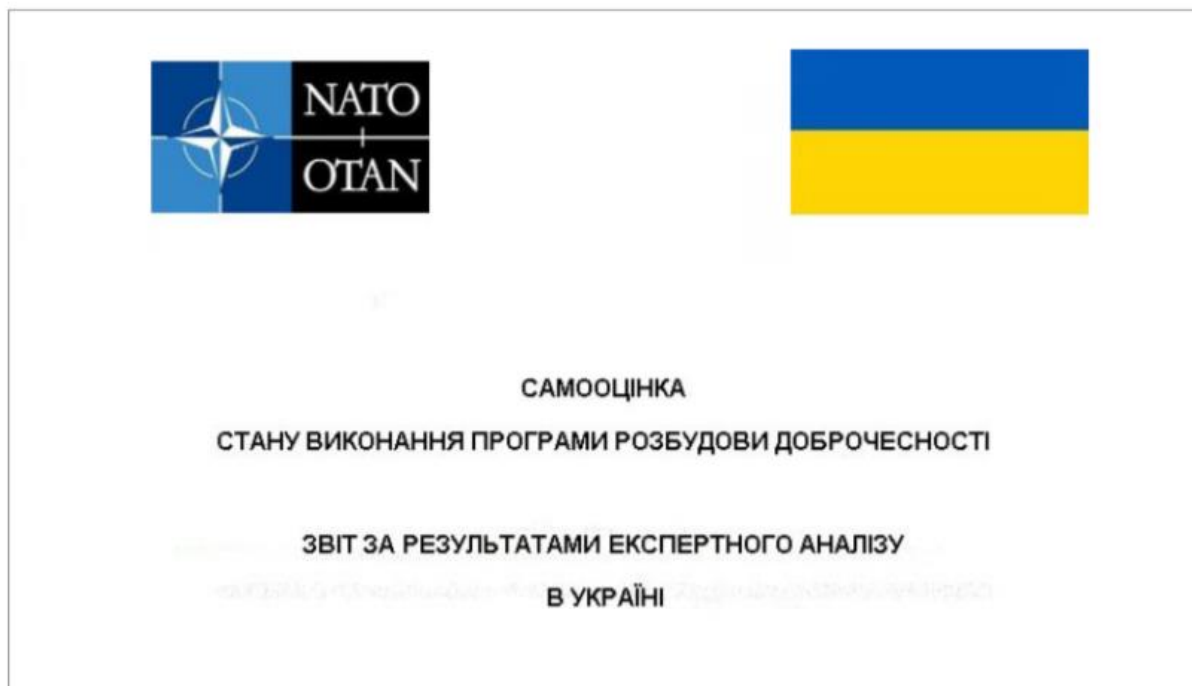 NATO
OTAN
САМООЦІНКА
СТАНУ ВИКОНАННЯ ПРОГРАМИ РОЗБУДОВИ ДОБРОЧЕСНОСТІ
ЗВІТ ЗА РЕЗУЛЬТАТАМИ ЕКСПЕРТНОГО АНАЛІЗУ
В УКРАЇНІ